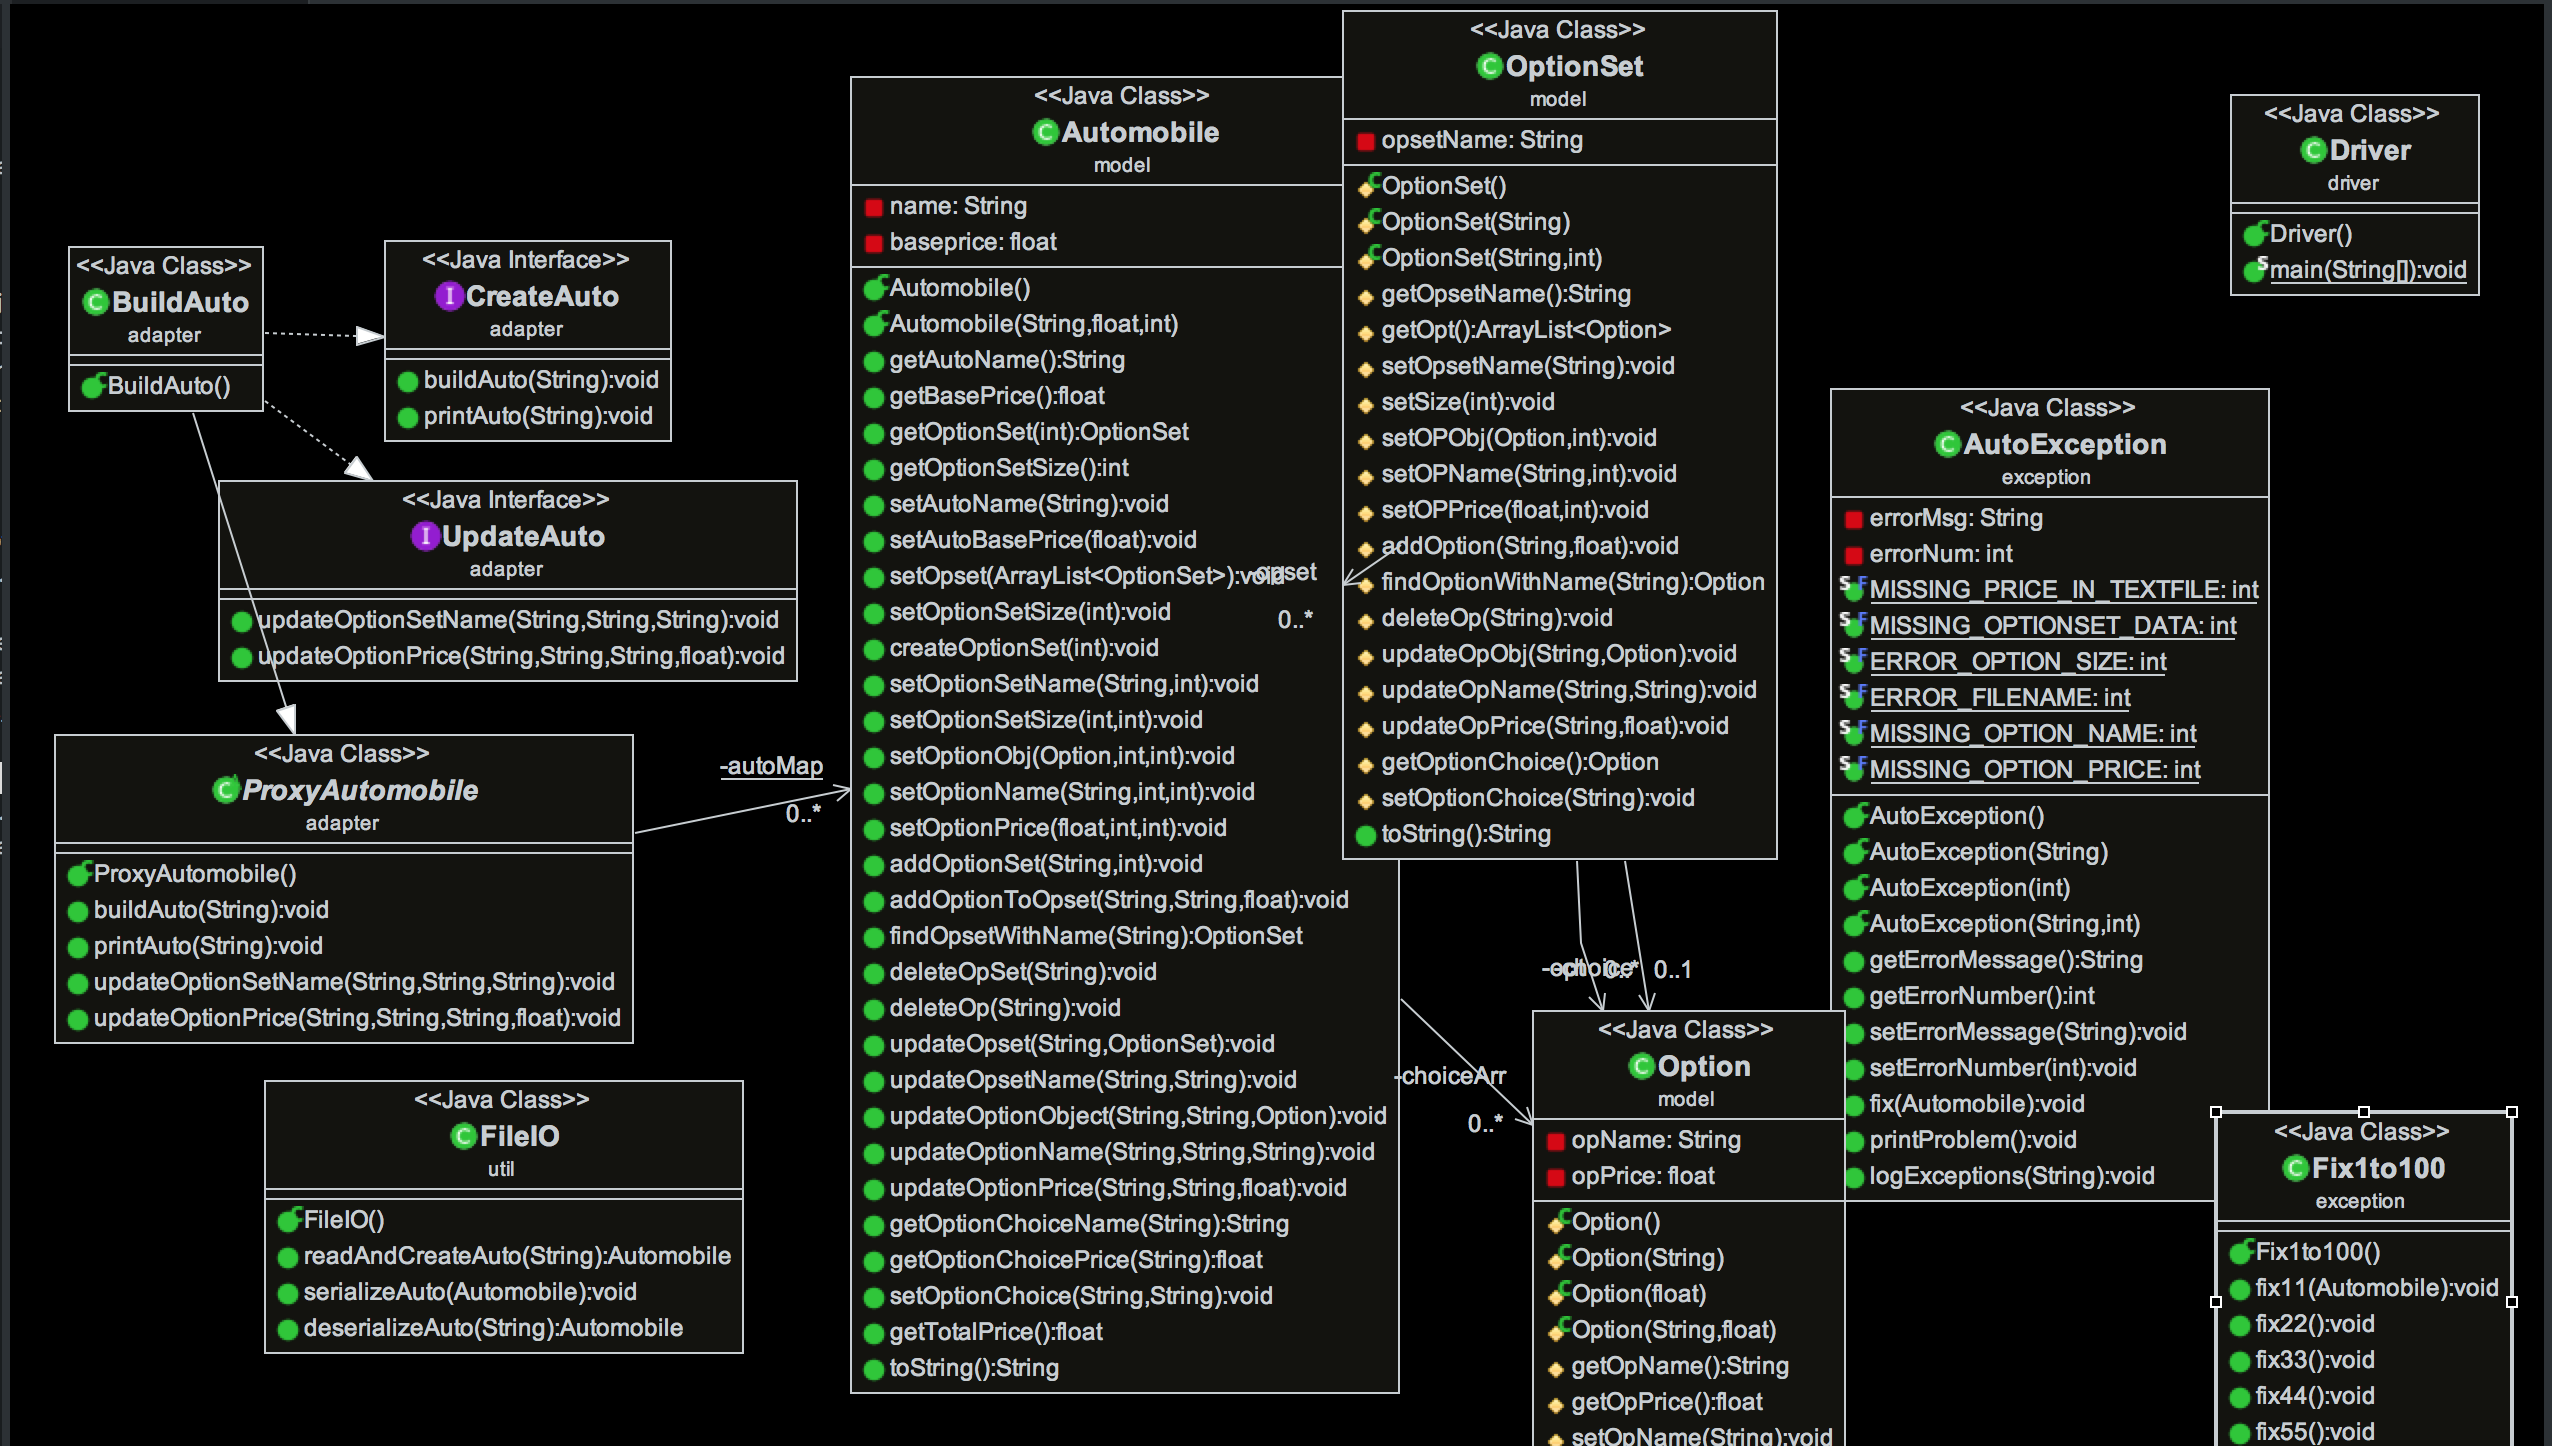 <<Java Class>>
BuildAuto
adapter
BuildAuto()
<<Java Interface>>
CreateAuto
adapter
buildAuto(String):void
printAuto(String):void
<<Java Interface>>
UpdateAuto
adapter
updateOptionSetName(String,String,String):void
updateOptionPrice(String,String,String,float):void
<<Java Class>>
ProxyAutomobile
adapter
ProxyAutomobile()
buildAuto(String):void
printAuto(String):void
updateOptionSetName(String,String,String):void
updateOptionPrice(String,String,String,float):void
-autoMap
0..*
<<Java Class>>
FileIO
util
FileIO()
readAndCreateAuto(String):Automobile
serializeAuto(Automobile):void
deserializeAuto(String):Automobile
<<Java Class>>
Automobile
model
name: String
baseprice: float
Automobile()
Automobile(String,float,int)
getAutoName():String
getBasePrice():float
getOptionSet(int):OptionSet
getOptionSetSize():int
setAutoName(String):void
setAutoBasePrice(float):void
setOpset(ArrayList<OptionSet>):void
setOptionSetSize(int):void
createOptionSet(int):void
setOptionSetName(String,int):void
setOptionSetSize(int,int):void
setOptionObj(Option,int,int):void
setOptionName(String,int,int):void
setOptionPrice(float,int,int):void
addOptionSet(String,int):void
addOptionToOpset(String,String,float):void
findOpsetWithName(String):OptionSet
deleteOpSet(String):void
deleteOp(String):void
updateOpset(String,OptionSet):void
updateOpsetName(String,String):void
updateOptionObject(String,String,Option):void
updateOptionName(String,String,String):void
updateOptionPrice(String,String,float):void
getOptionChoiceName(String):String
getOptionChoicePrice(String):float
setOptionChoice(String,String):void
getTotalPrice():float
toString():String
opset
0..*
<<Java Class>>
OptionSet
model
opsetName: String
OptionSet()
OptionSet(String)
OptionSet(String,int)
getOpsetName():String
getOpt():ArrayList<Option>
setOpsetName(String):void
setSize(int):void
setOPObj(Option,int):void
setOPName(String,int):void
setOPPrice(float,int):void
addOption(String,float):void
findOptionWithName(String):Option
deleteOp(String):void
updateOpObj(String,Option):void
updateOpName(String,String):void
updateOpPrice(String,float):void
getOptionChoice():Option
setOptionChoice(String):void
toString():String
0..1
-choiceArr
0..*
<<Java Class>>
Option
model
opName: String
opPrice: float
Option()
Option(String)
Option(float)
Option(String,float)
getOpName():String
getOpPrice():float
setOpName(String):void
<<Java Class>>
Driver
driver
Driver()
main(String[]):void
<<Java Class>>
AutoException
exception
errorMsg: String
errorNum: int
MISSING_PRICE_IN_TEXTFILE: int
MISSING_OPTIONSET_DATA: int
ERROR_OPTION_SIZE: int
ERROR_FILENAME: int
MISSING_OPTION_NAME: int
MISSING_OPTION_PRICE: int
AutoException()
AutoException(String)
AutoException(int)
AutoException(String,int)
getErrorMessage():String
getErrorNumber():int
setErrorMessage(String):void
setErrorNumber(int):void
fix(Automobile):void
printProblem():void
logExceptions(String):void
<<Java Class>>
Fix1to100
exception
Fix1to100()
fix11(Automobile):void
fix22():void
fix33():void
fix44():void
fix55():void